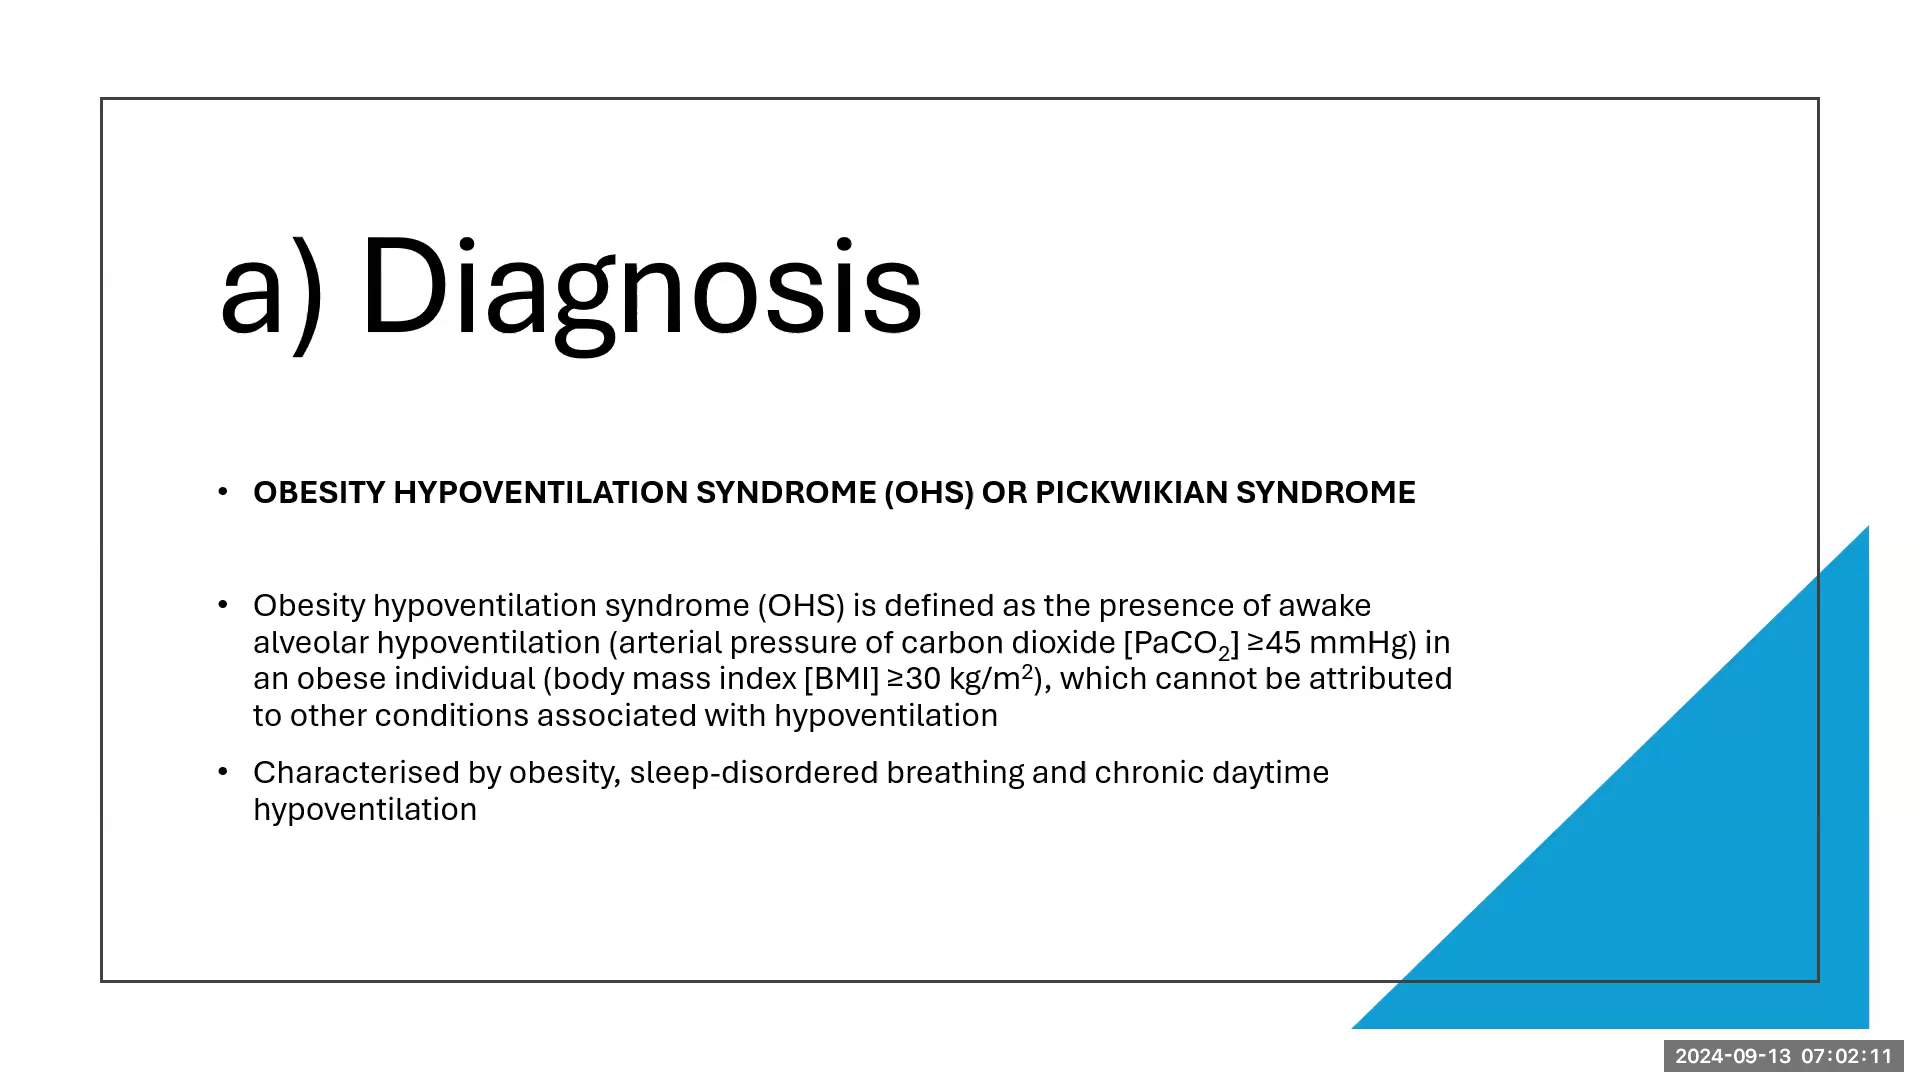 a) Diagnosis
• OBESITY HYPOVENTILATION SYNDROME (OHS) OR PICKWIKIAN SYNDROME
• Obesity hypoventilation syndrome (OHS) is defined as the presence of awake
alveolar hypoventilation (arterial pressure of carbon dioxide [PaCO₂] ≥45 mmHg) in
an obese individual (body mass index [BMI] ≥30 kg/m²), which cannot be attributed
to other conditions associated with hypoventilation
• Characterised by obesity, sleep-disordered breathing and chronic daytime
hypoventilation
2024-09-13 07:02:11